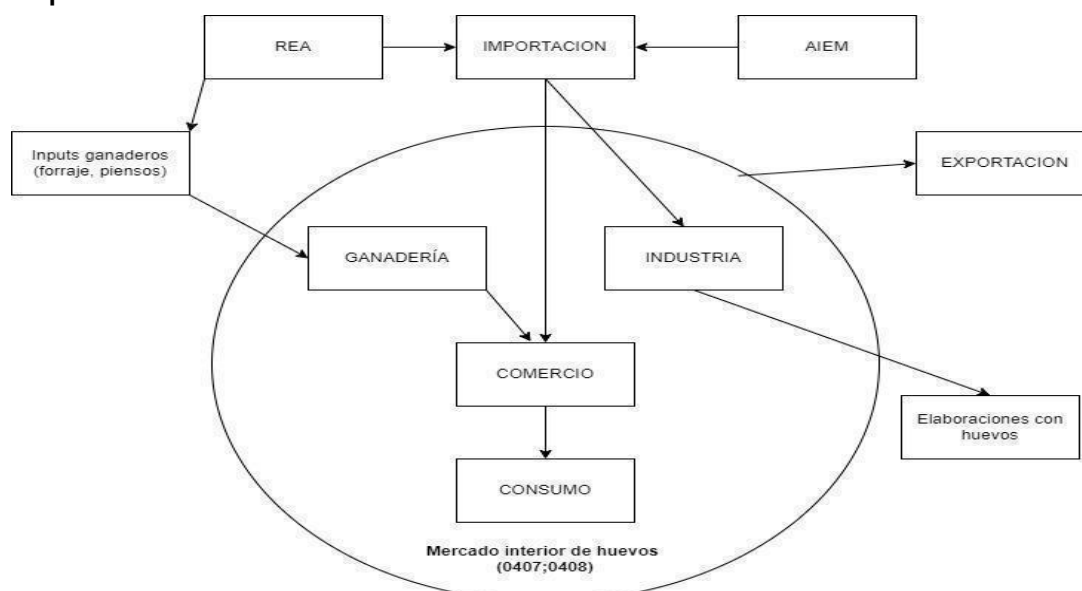 REA
IMPORTACION
AIEM
Inputs ganaderos
(forraje, piensos)
EXPORTACION
GANADERÍA
INDUSTRIA
COMERCIO
Elaboraciones con
huevos
CONSUMO
Mercado interior de huevos
(0407;0408)